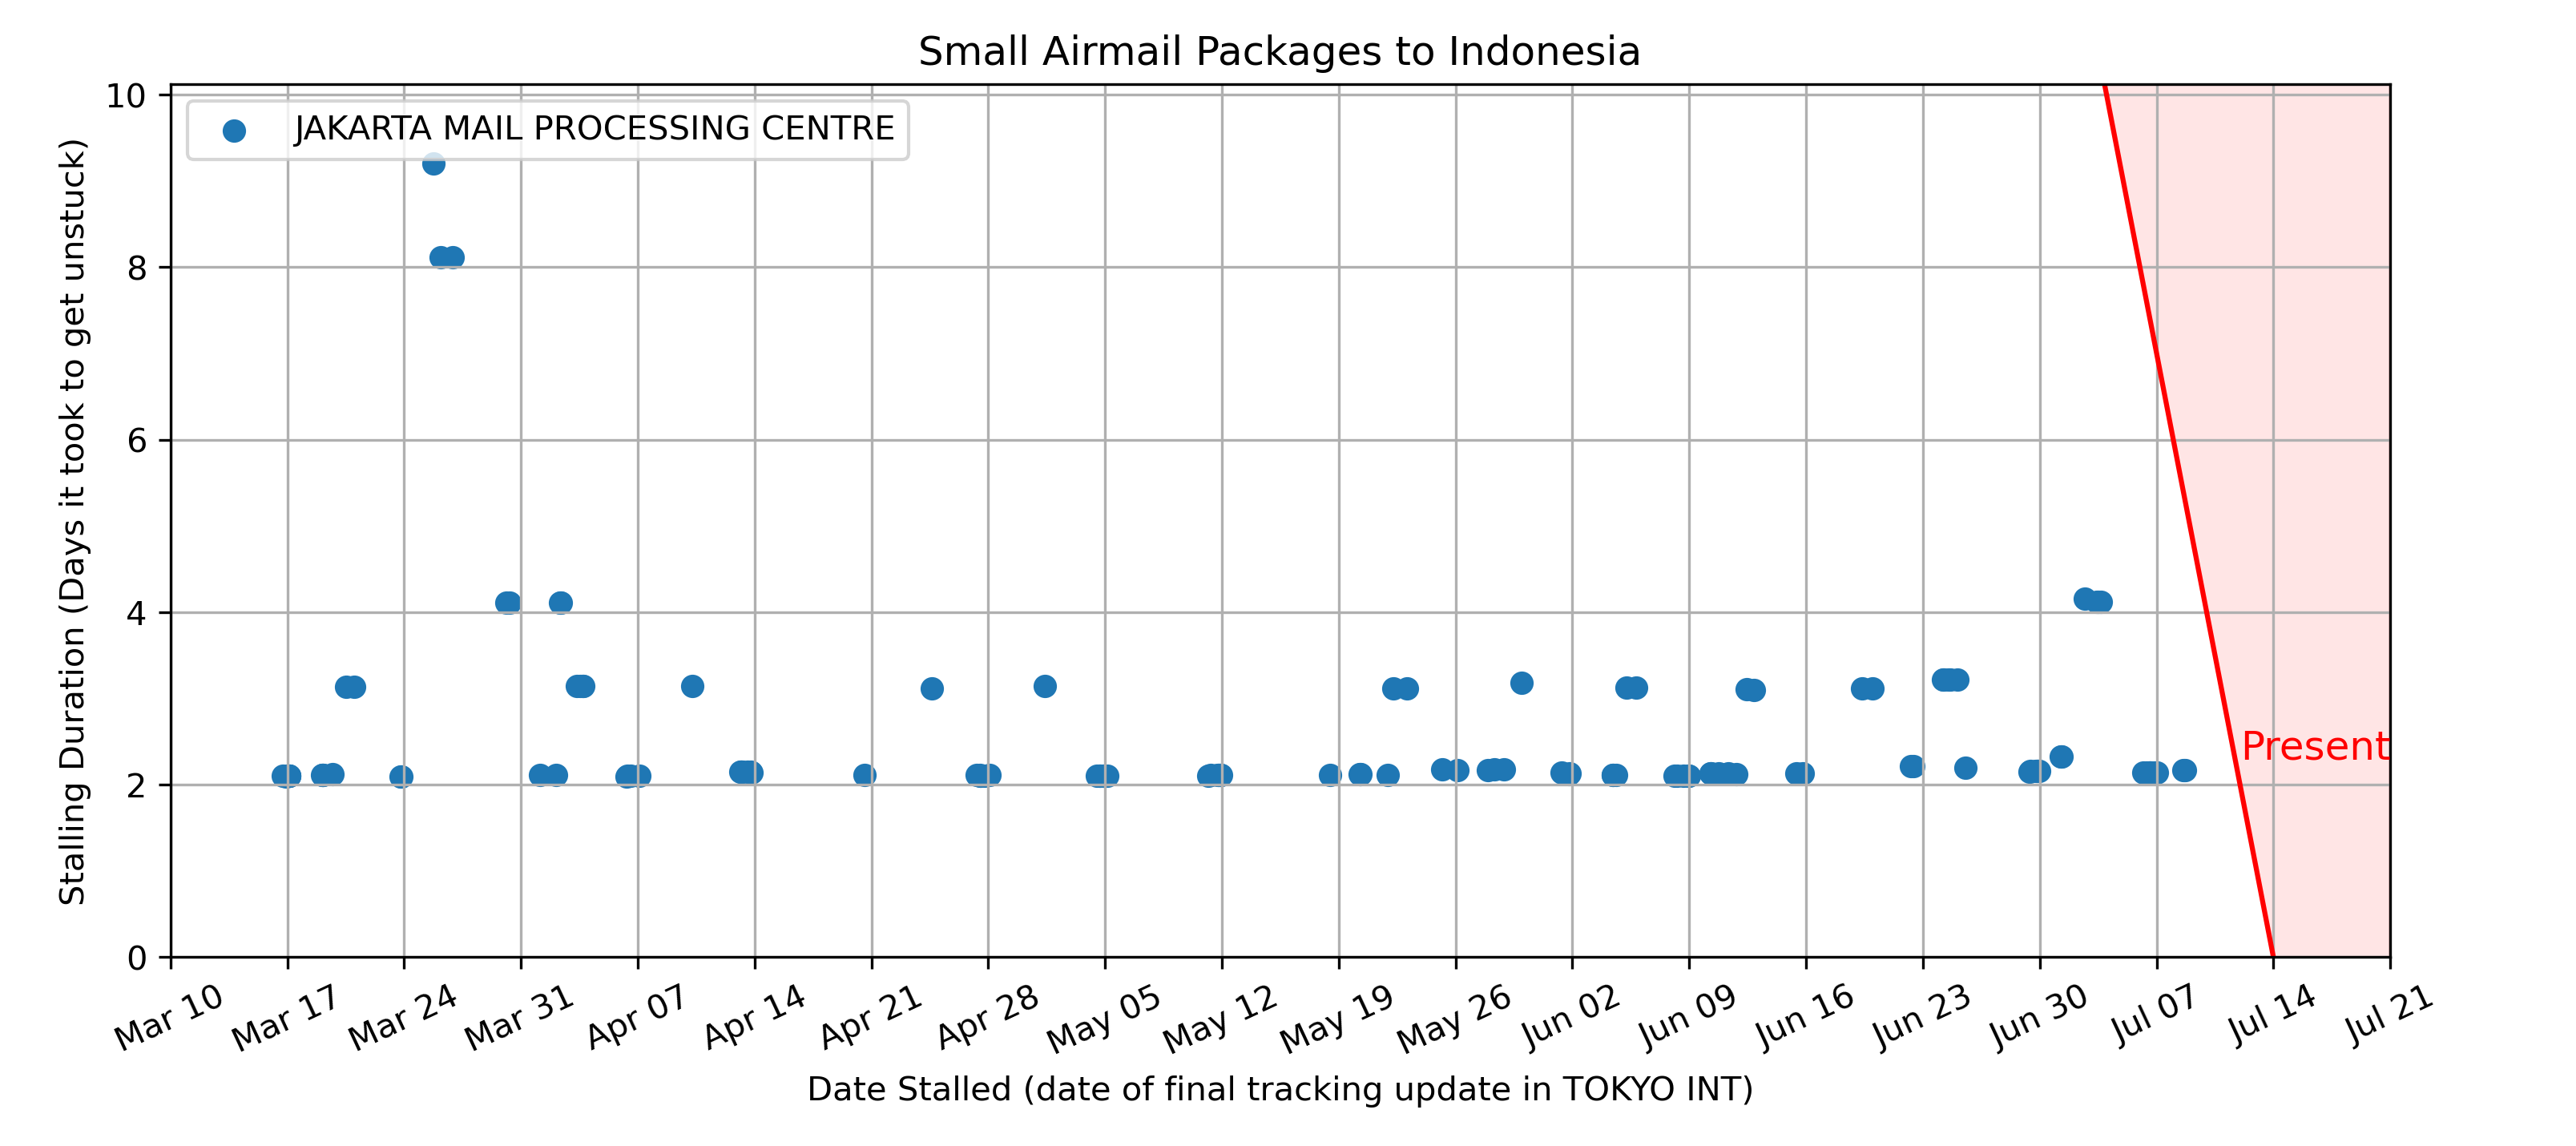 Small Airmail Packages to Indonesia
JAKARTA MAIL PROCESSING CENTRE
Stalling Duration (Days it took to get unstuck)
10
8
6
4
2
0
Present
Mar 10
Mar 17
Mar 24
Mar 31
Apr 07
Apr 14
Apr 21
Apr 28
May 05
May 12
May 19
May 26
Jun 02
Jun 09
Jun 16
Jun 23
Jun 30
Jul 07
Jul 14
Jul 21
Date Stalled (date of final tracking update in TOKYO INT)